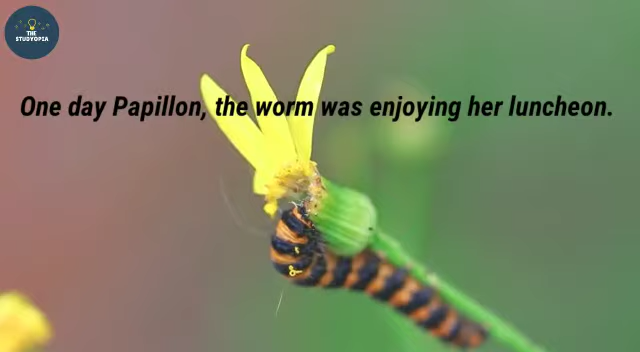 THE
STUDYOPIA
One day Papillon, the worm was enjoying her luncheon.